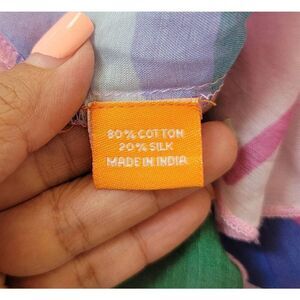 80% COTTON
20% SILK
MADE IN INDIA